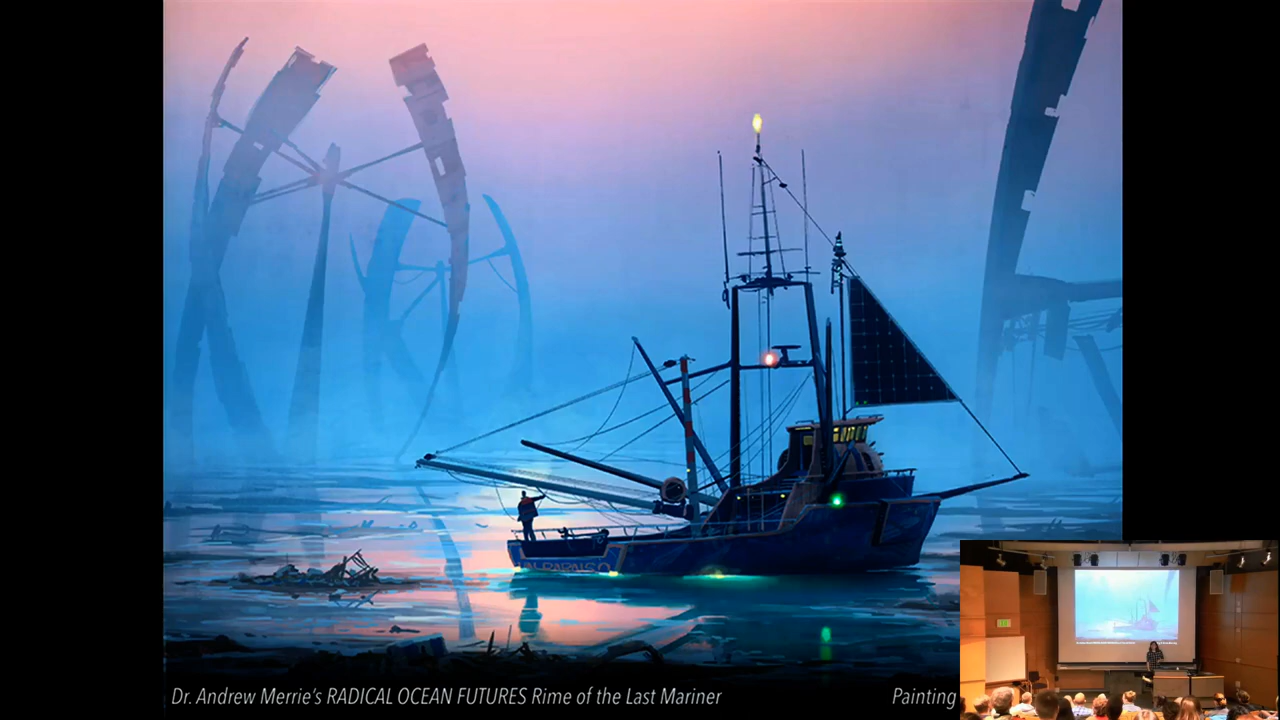 Dr. Andrew Merrie's RADICAL OCEAN FUTURES Rime of the Last Mariner
Painting